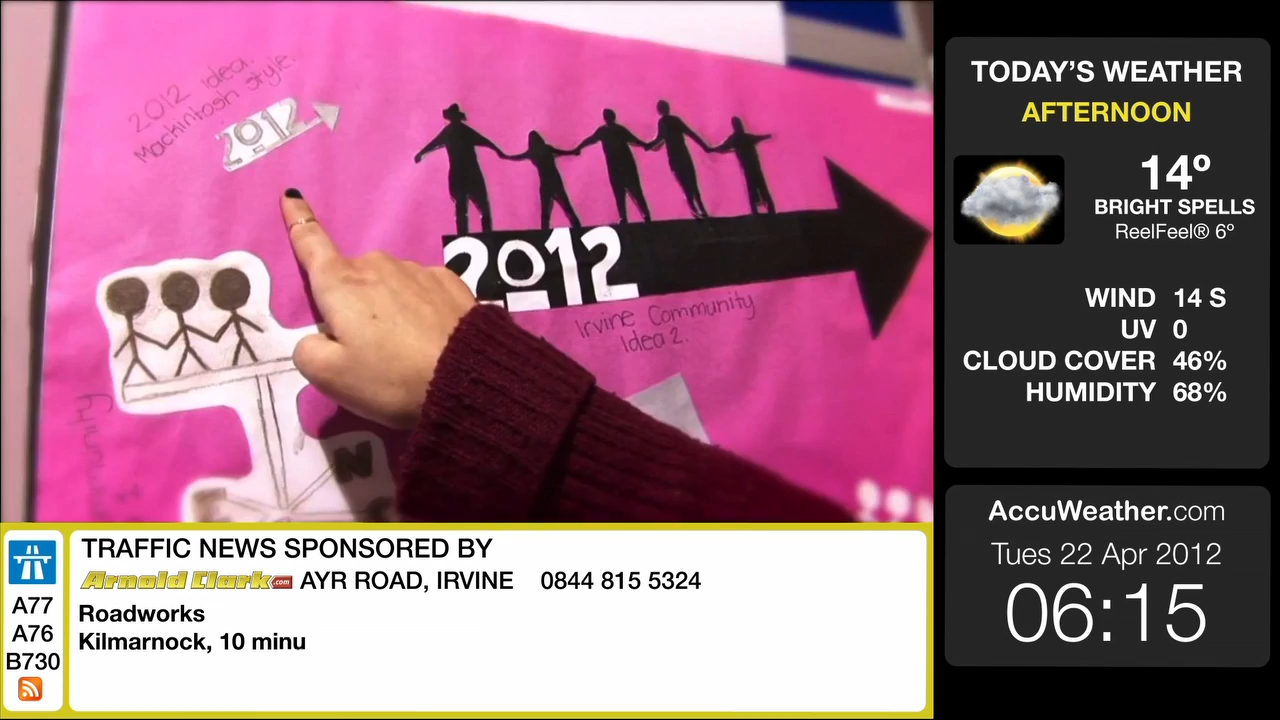 2012 idea.
Mackintosh style.
2012
2012
Irvine Community
Idea 2.
N
TODAY'S WEATHER
AFTERNOON
14º
BRIGHT SPELLS
ReelFeel® 6º
WIND 14 S
UV 0
CLOUD COVER 46%
HUMIDITY 68%
AccuWeather.com
Tues 22 Apr 2012
06:15
TRAFFIC NEWS SPONSORED BY
Arnold Clark.com AYR ROAD, IRVINE 0844 815 5324
A77
A76
B730
Roadworks
Kilmarnock, 10 minu